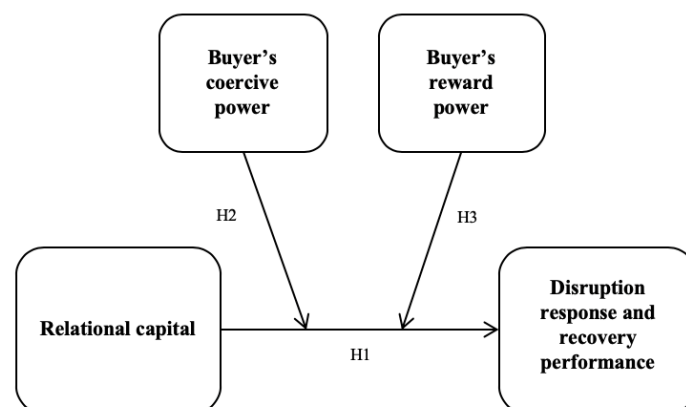 Buyer's
coercive
power
Buyer's
reward
power
H2
H3
Relational capital
H1
Disruption
response and
recovery
performance